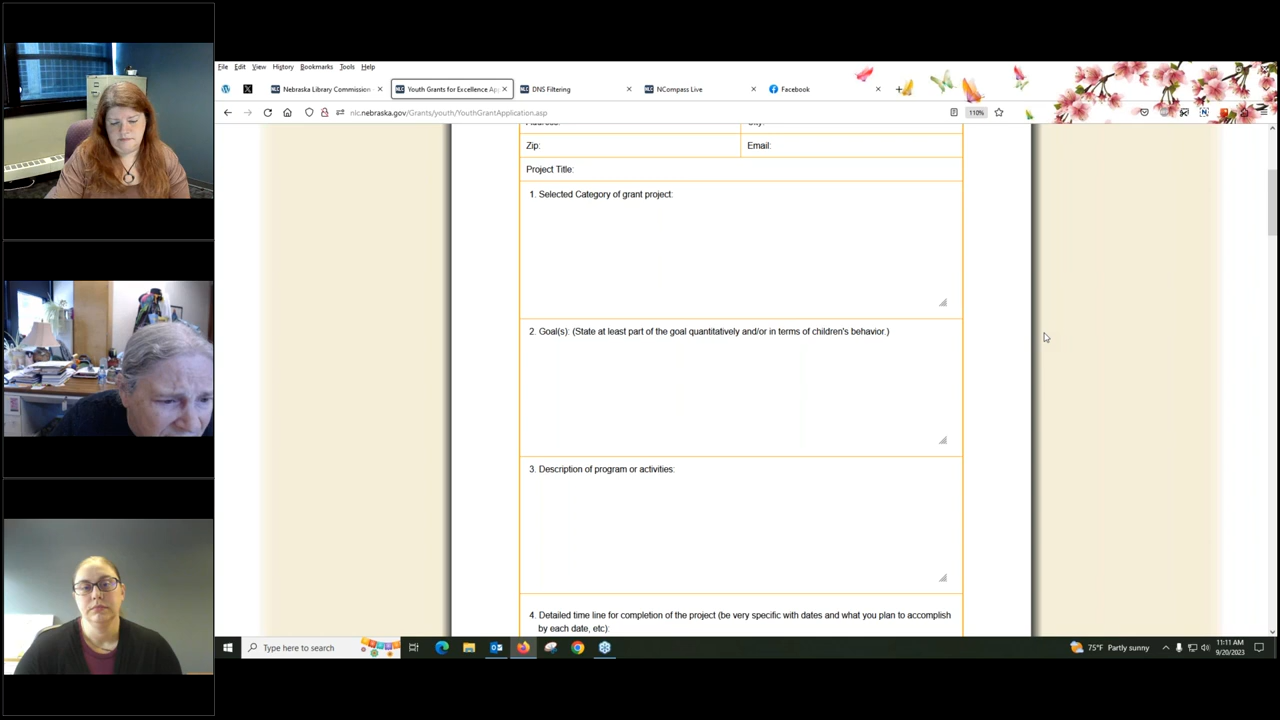 File Edit View History Bookmarks Tools Help
Nebraska Library Commission -
Youth Grants for Excellence Ap
DNS Filtering
NCompass Live
Facebook
nlc.nebraska.gov/Grants/youth/YouthGrantApplication.asp
110%
Zip:
Email:
Project Title:
1. Selected Category of grant project:
2. Goal(s): (State at least part of the goal quantitatively and/or in terms of children's behavior.)
3. Description of program or activities:
4. Detailed time line for completion of the project (be very specific with dates and what you plan to accomplish
by each date, etc):
Type here to search
75°F Partly sunny
11:11 AM
9/20/2023